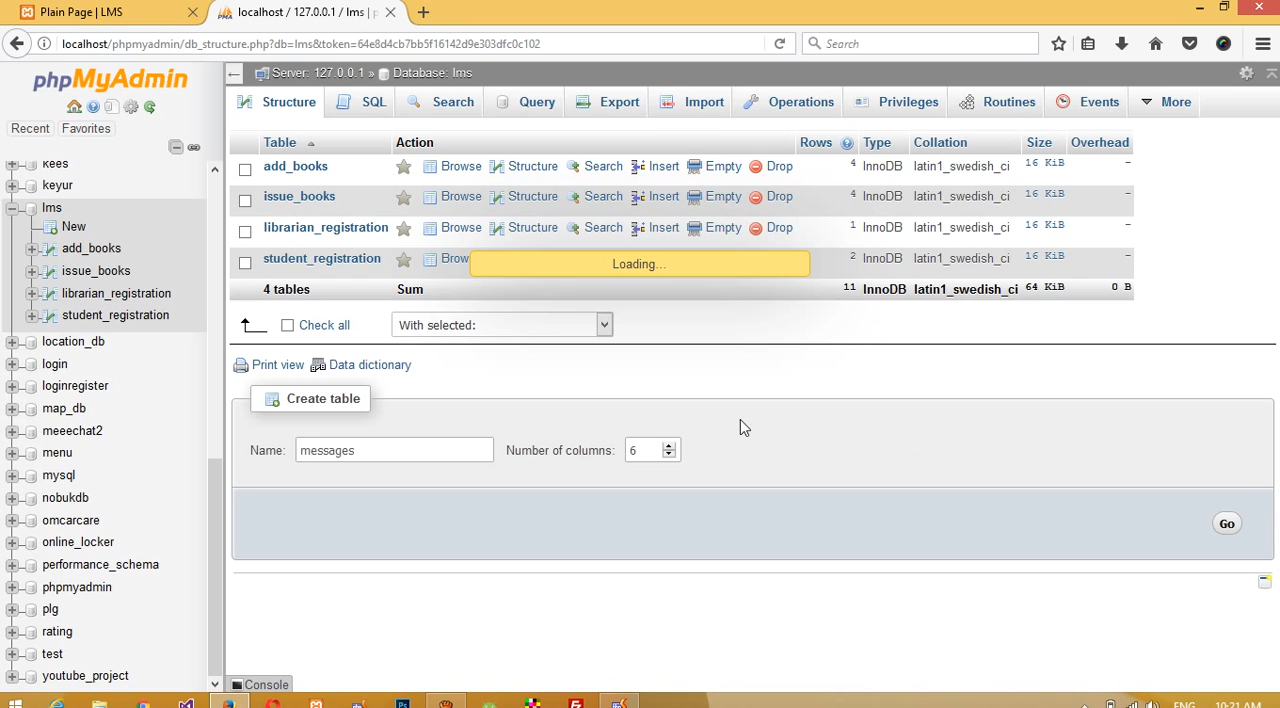 Plain Page | LMS
localhost / 127.0.0.1 / lms | p
localhost/phpmyadmin/db_structure.php?db=lms&token=64e8d4cb7bb5f16142d9e303dfc0c102
Search
phpMyAdmin
Recent Favorites
kees
keyur
lms
New
add_books
issue_books
librarian_registration
student_registration
location_db
login
loginregister
map_db
meeechat2
menu
mysql
nobukdb
omcarcare
online_locker
performance_schema
phpmyadmin
plg
rating
test
youtube_project
Server: 127.0.0.1 » Database: lms
Structure SQL Search Query Export Import Operations Privileges Routines Events More
Table Action Rows Type Collation Size Overhead
add_books Browse Structure Search Insert Empty Drop 4 InnoDB latin1_swedish_ci 16 KiB –
issue_books Browse Structure Search Insert Empty Drop 4 InnoDB latin1_swedish_ci 16 KiB –
librarian_registration Browse Structure Search Insert Empty Drop 1 InnoDB latin1_swedish_ci 16 KiB –
student_registration Brow 2 InnoDB latin1_swedish_ci 16 KiB –
Loading...
4 tables Sum 11 InnoDB latin1_swedish_ci 64 KiB 0 B
Check all With selected:
Print view Data dictionary
Create table
Name: messages Number of columns: 6
Go
Console
ENG 10:21 AM